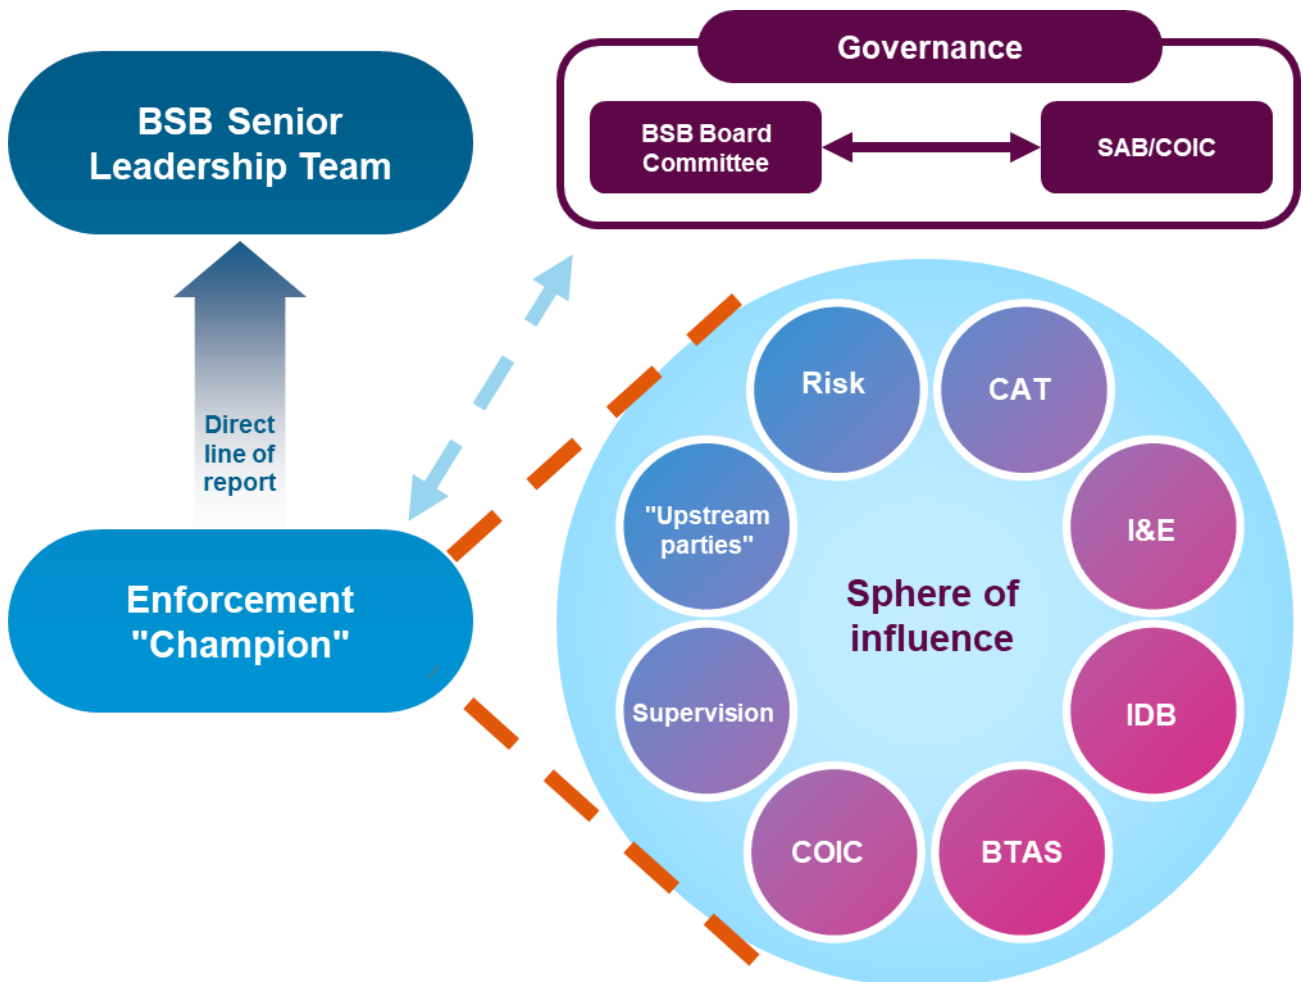 BSB Senior
Leadership Team
Governance
BSB Board
Committee
SAB/COIC
Direct
line of
report
Enforcement
"Champion"
Risk
CAT
"Upstream
parties"
I&E
Sphere of
influence
Supervision
IDB
COIC
BTAS